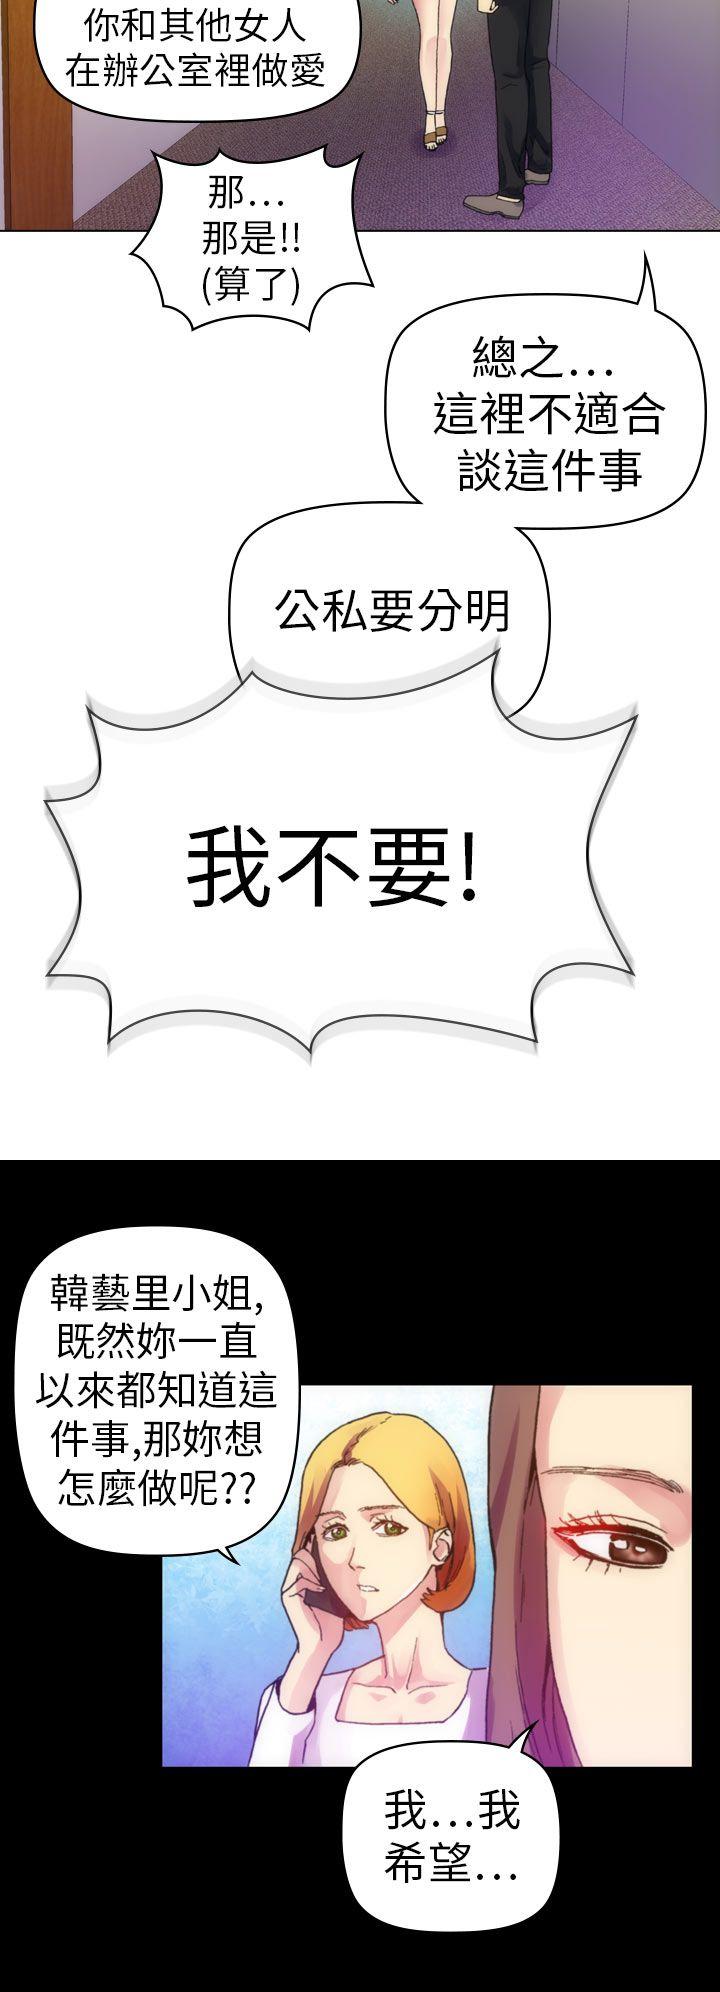 你和其他女人
在辦公室裡做愛
那...
那是!!
(算了)
總之...
這裡不適合
談這件事
公私要分明
我不要!
韓藝里小姐,
既然妳一直
以來都知道這
件事,那妳想
怎麼做呢??
我...我
希望...